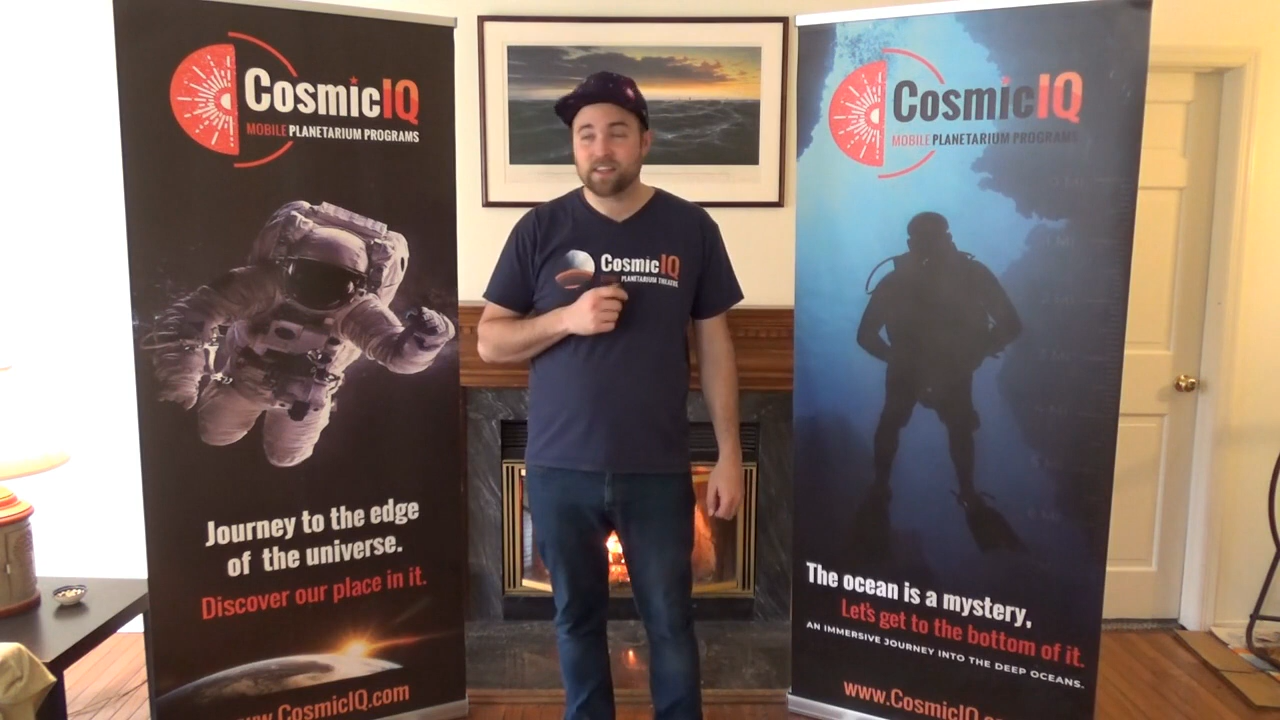 CosmicIQ
MOBILE PLANETARIUM PROGRAMS
Journey to the edge
of the universe.
Discover our place in it.
www.CosmicIQ.com
CosmicIQ
PLANETARIUM THEATRE
CosmicIQ
MOBILE PLANETARIUM PROGRAMS
The ocean is a mystery,
Let's get to the bottom of it.
AN IMMERSIVE JOURNEY INTO THE DEEP OCEANS.
www.CosmicIQ